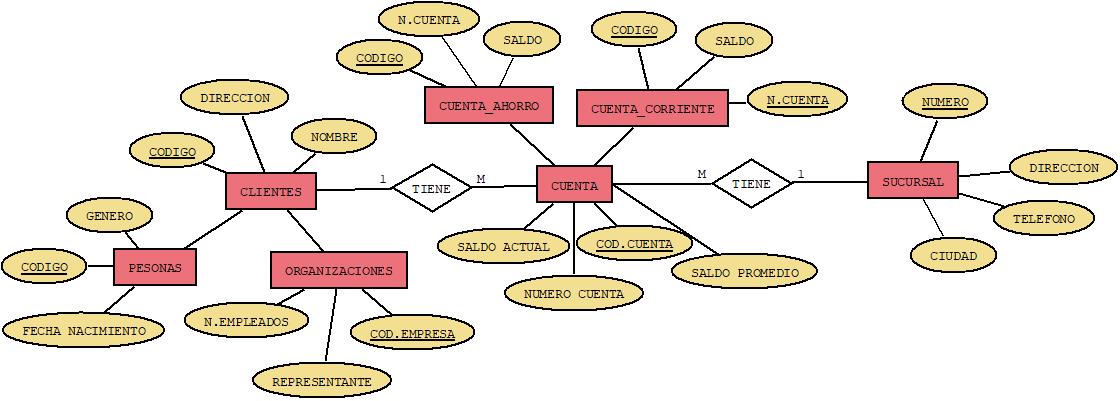 N.CUENTA
CODIGO
SALDO
CODIGO
SALDO
CUENTA_AHORRO
CUENTA_CORRIENTE
N.CUENTA
NUMERO
DIRECCION
NOMBRE
CODIGO
CLIENTES
1
TIENE
M
CUENTA
M
TIENE
1
SUCURSAL
DIRECCION
TELEFONO
CIUDAD
GENERO
CODIGO
PESONAS
FECHA NACIMIENTO
ORGANIZACIONES
N.EMPLEADOS
COD.EMPRESA
REPRESENTANTE
SALDO ACTUAL
COD.CUENTA
SALDO PROMEDIO
NUMERO CUENTA